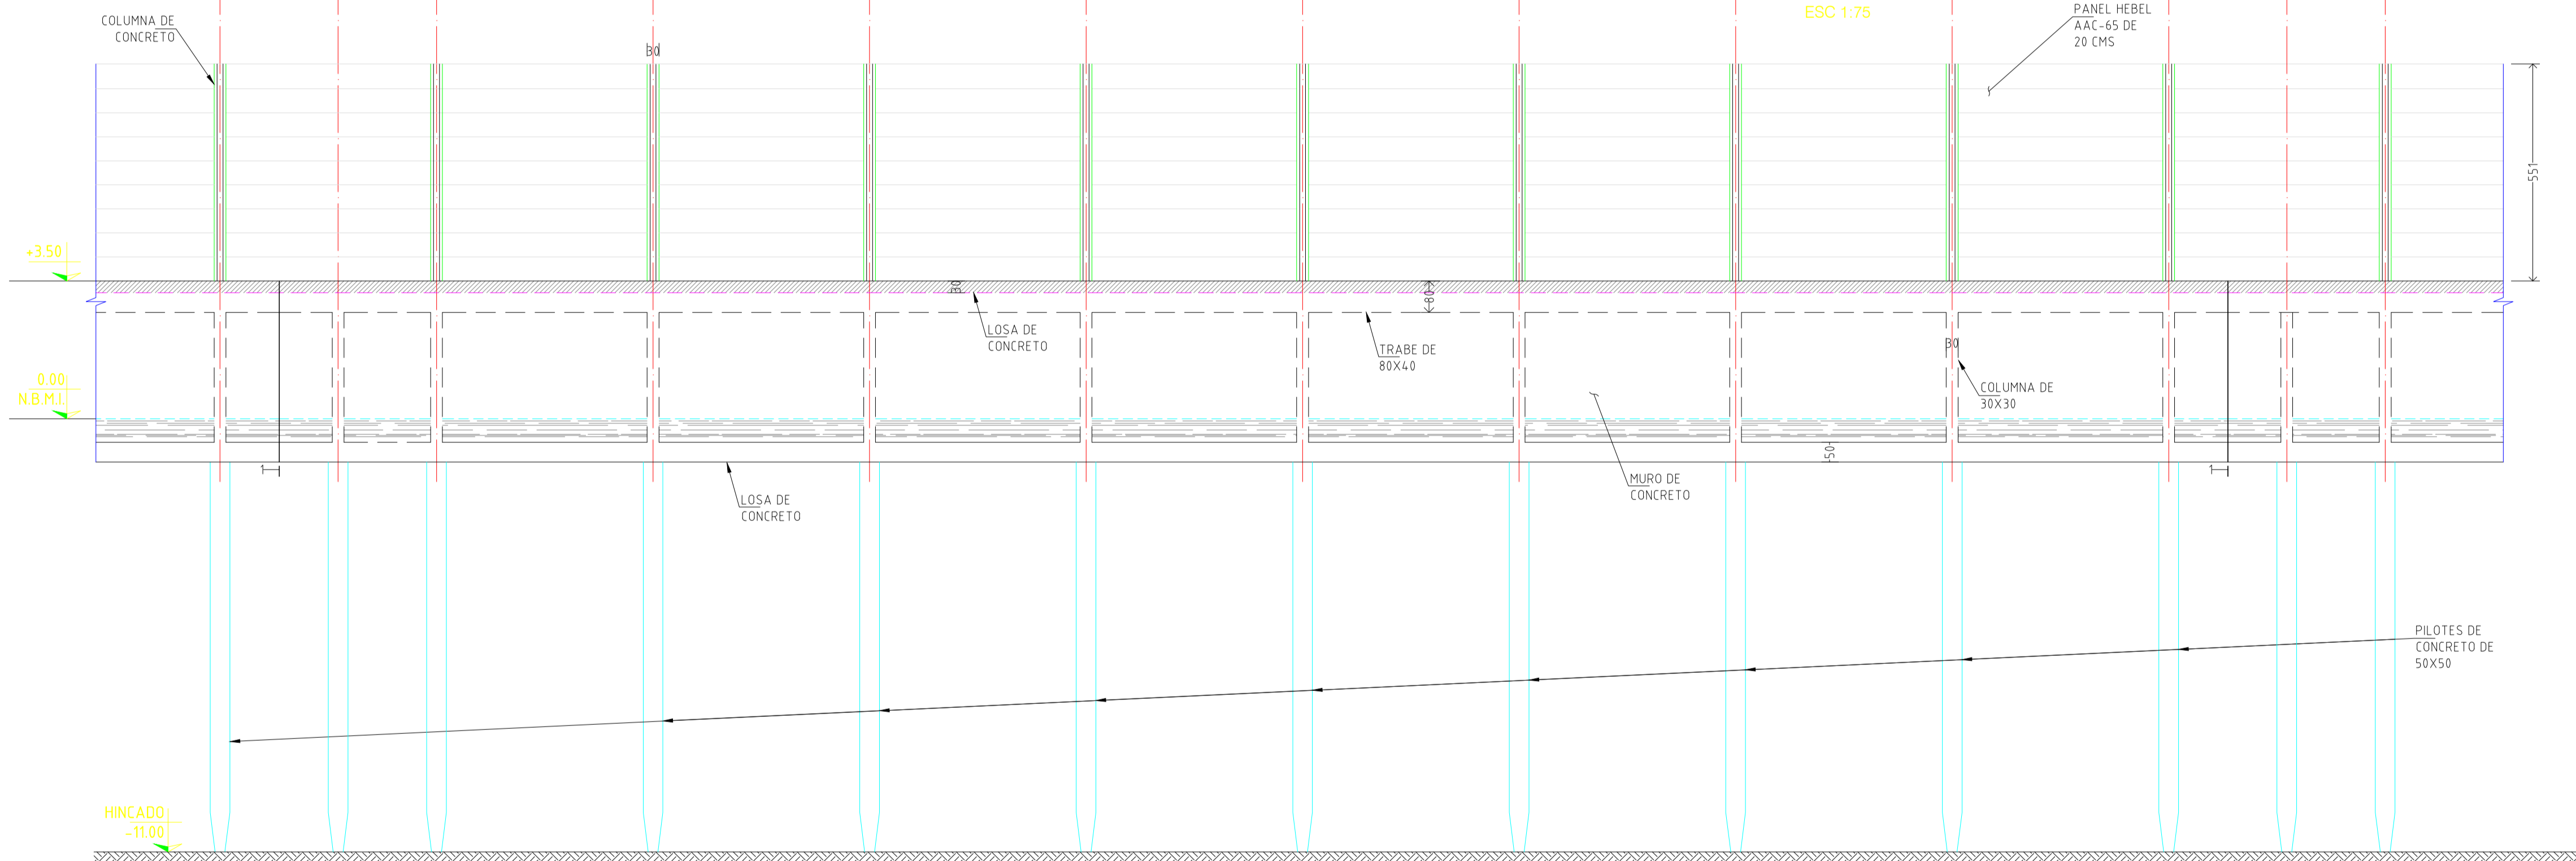 ESC 1:75
COLUMNA DE
CONCRETO
30
PANEL HEBEL
AAC-65 DE
20 CMS
551
+3.50
30
80
LOSA DE
CONCRETO
TRABE DE
80X40
30
COLUMNA DE
30X30
0.00
N.B.M.I.
50
1
1
LOSA DE
CONCRETO
MURO DE
CONCRETO
PILOTES DE
CONCRETO DE
50X50
HINCADO
-11.00